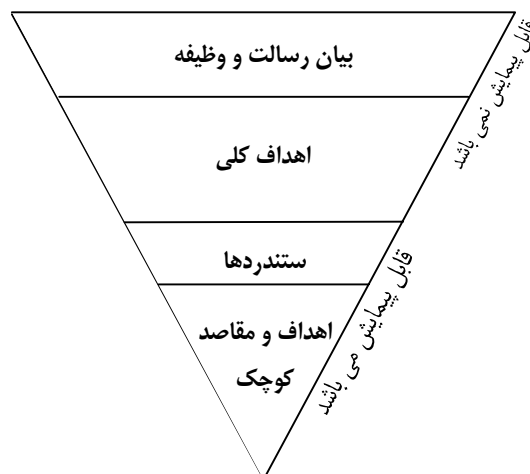 بیان رسالت و وظیفه
قابل پیمایش نمی باشد
اهداف کلی
ستندردها
قابل پیمایش می باشد
اهداف و مقاصد
کوچک